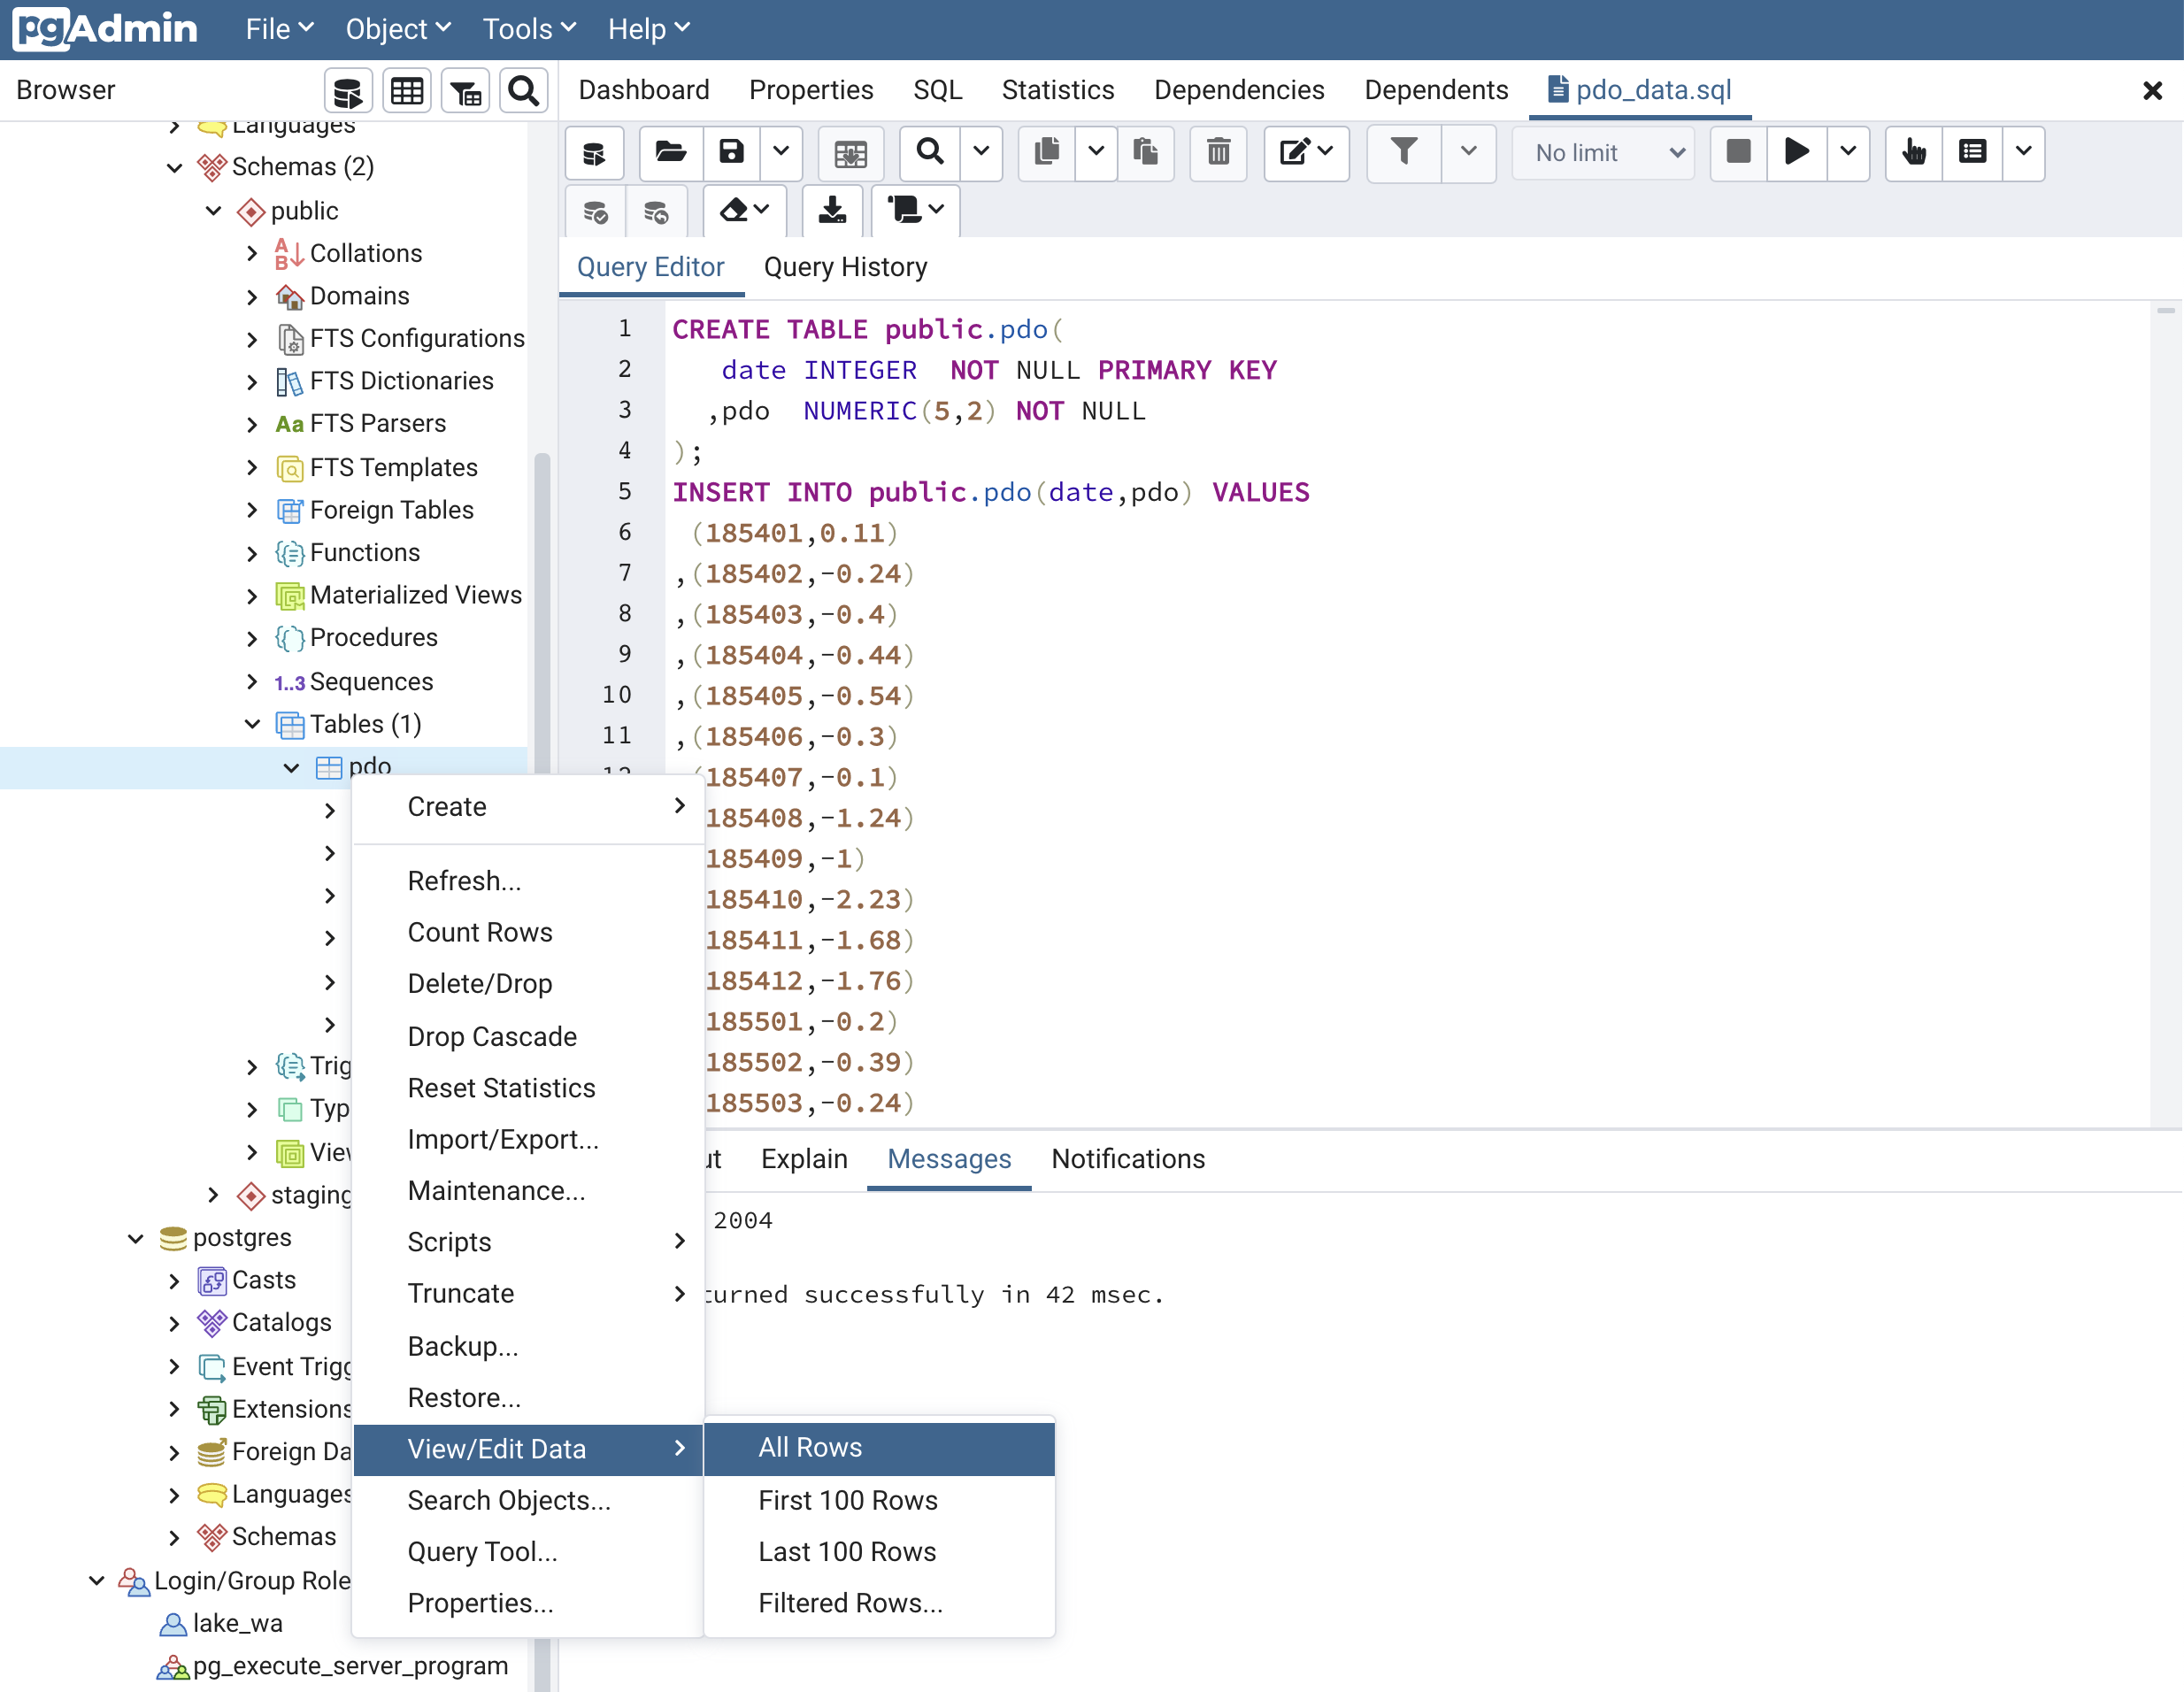 pgAdmin File Object Tools Help
Browser
Dashboard Properties SQL Statistics Dependencies Dependents pdo_data.sql
No limit
Query Editor Query History
Languages
Schemas (2)
public
Collations
Domains
FTS Configurations
FTS Dictionaries
Aa FTS Parsers
FTS Templates
Foreign Tables
Functions
Materialized Views
Procedures
1..3 Sequences
Tables (1)
pdo
Trig
Typ
View
staging
postgres
Casts
Catalogs
Event Trigg
Extensions
Foreign Da
Languages
Schemas
Login/Group Role
lake_wa
pg_execute_server_program
Create
Refresh...
Count Rows
Delete/Drop
Drop Cascade
Reset Statistics
Import/Export...
Maintenance...
Scripts
Truncate
Backup...
Restore...
View/Edit Data
Search Objects...
Query Tool...
Properties...
All Rows
First 100 Rows
Last 100 Rows
Filtered Rows...
1 CREATE TABLE public.pdo(
2 date INTEGER NOT NULL PRIMARY KEY
3 ,pdo NUMERIC(5,2) NOT NULL
4 );
5 INSERT INTO public.pdo(date,pdo) VALUES
6 (185401,0.11)
7 ,(185402,-0.24)
8 ,(185403,-0.4)
9 ,(185404,-0.44)
10 ,(185405,-0.54)
11 ,(185406,-0.3)
12 (185407,-0.1)
185408,-1.24)
185409,-1)
185410,-2.23)
185411,-1.68)
185412,-1.76)
185501,-0.2)
185502,-0.39)
185503,-0.24)
ut Explain Messages Notifications
2004
turned successfully in 42 msec.